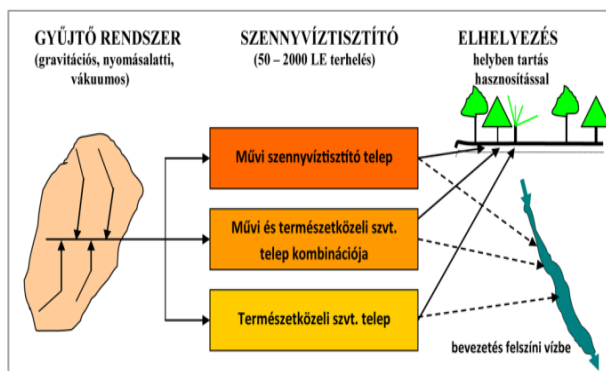 GYŰJTŐ RENDSZER
(gravitációs, nyomásalatti,
vákuumos)
SZENNYVÍZTISZTÍTÓ
(50 – 2000 LE terhelés)
ELHELYEZÉS
helyben tartás
hasznosítással
Művi szennyvíztisztító telep
Művi és természetközeli szvt.
telep kombinációja
Természetközeli szvt. telep
bevezetés felszíni vízbe